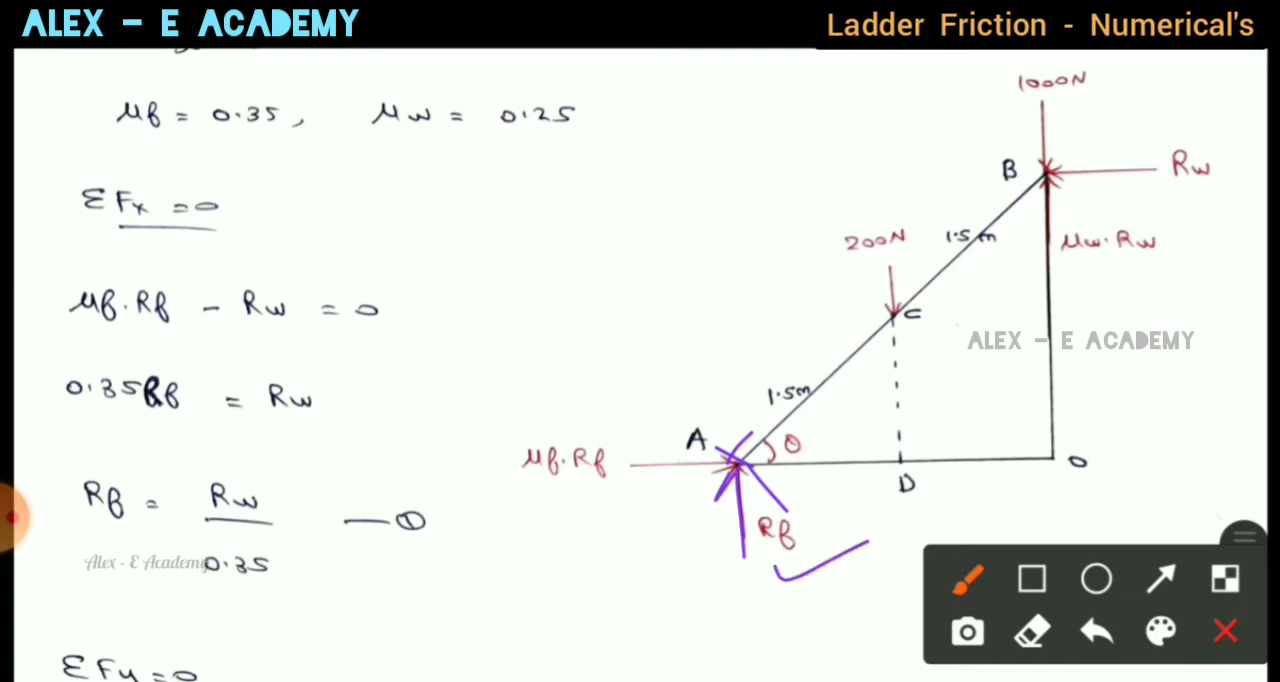 ALEX - E ACADEMY
Ladder Friction - Numerical's
μf = 0.35, μw = 0.25
ΣFx = 0
μf.Rf - Rw = 0
0.35Rf = Rw
Rf = Rw / 0.35 — ①
Alex - E Academy
ΣFy = 0
1000N
B
Rw
200N
1.5m
μw.Rw
C
ALEX - E ACADEMY
1.5m
A
θ
μf.Rf
D
O
Rf